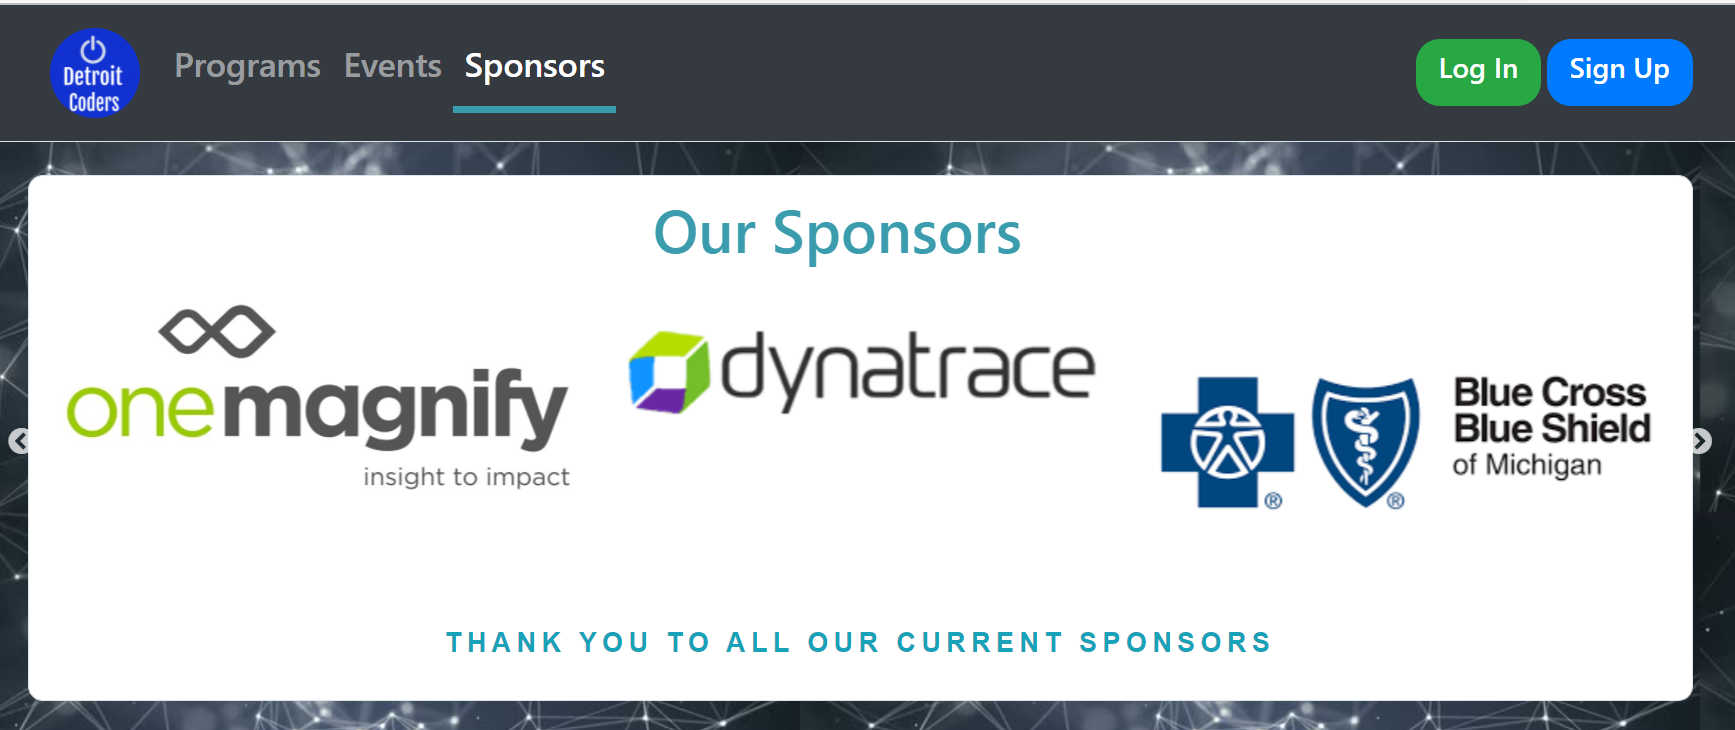 Detroit
Coders
Programs Events Sponsors
Log In Sign Up
Our Sponsors
onemagnify
insight to impact
dynatrace
® ®
Blue Cross
Blue Shield
of Michigan
THANK YOU TO ALL OUR CURRENT SPONSORS